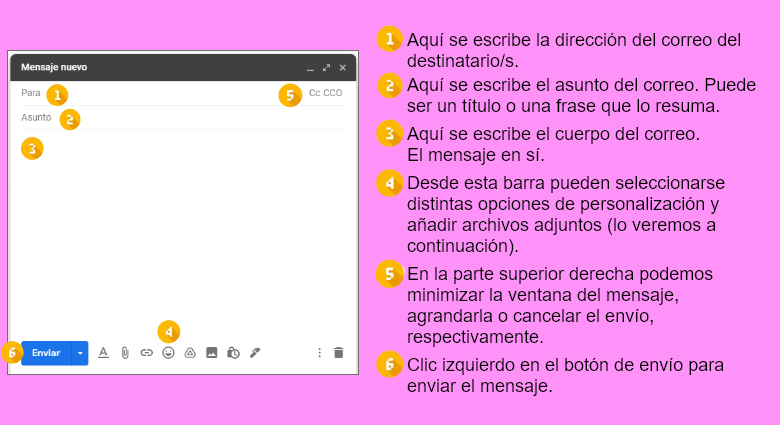 Mensaje nuevo
Para 1
5 Cc CCO
Asunto 2
3
4
6 Enviar
1 Aquí se escribe la dirección del correo del
destinatario/s.
2 Aquí se escribe el asunto del correo. Puede
ser un título o una frase que lo resuma.
3 Aquí se escribe el cuerpo del correo.
El mensaje en sí.
4 Desde esta barra pueden seleccionarse
distintas opciones de personalización y
añadir archivos adjuntos (lo veremos a
continuación).
5 En la parte superior derecha podemos
minimizar la ventana del mensaje,
agrandarla o cancelar el envío,
respectivamente.
6 Clic izquierdo en el botón de envío para
enviar el mensaje.